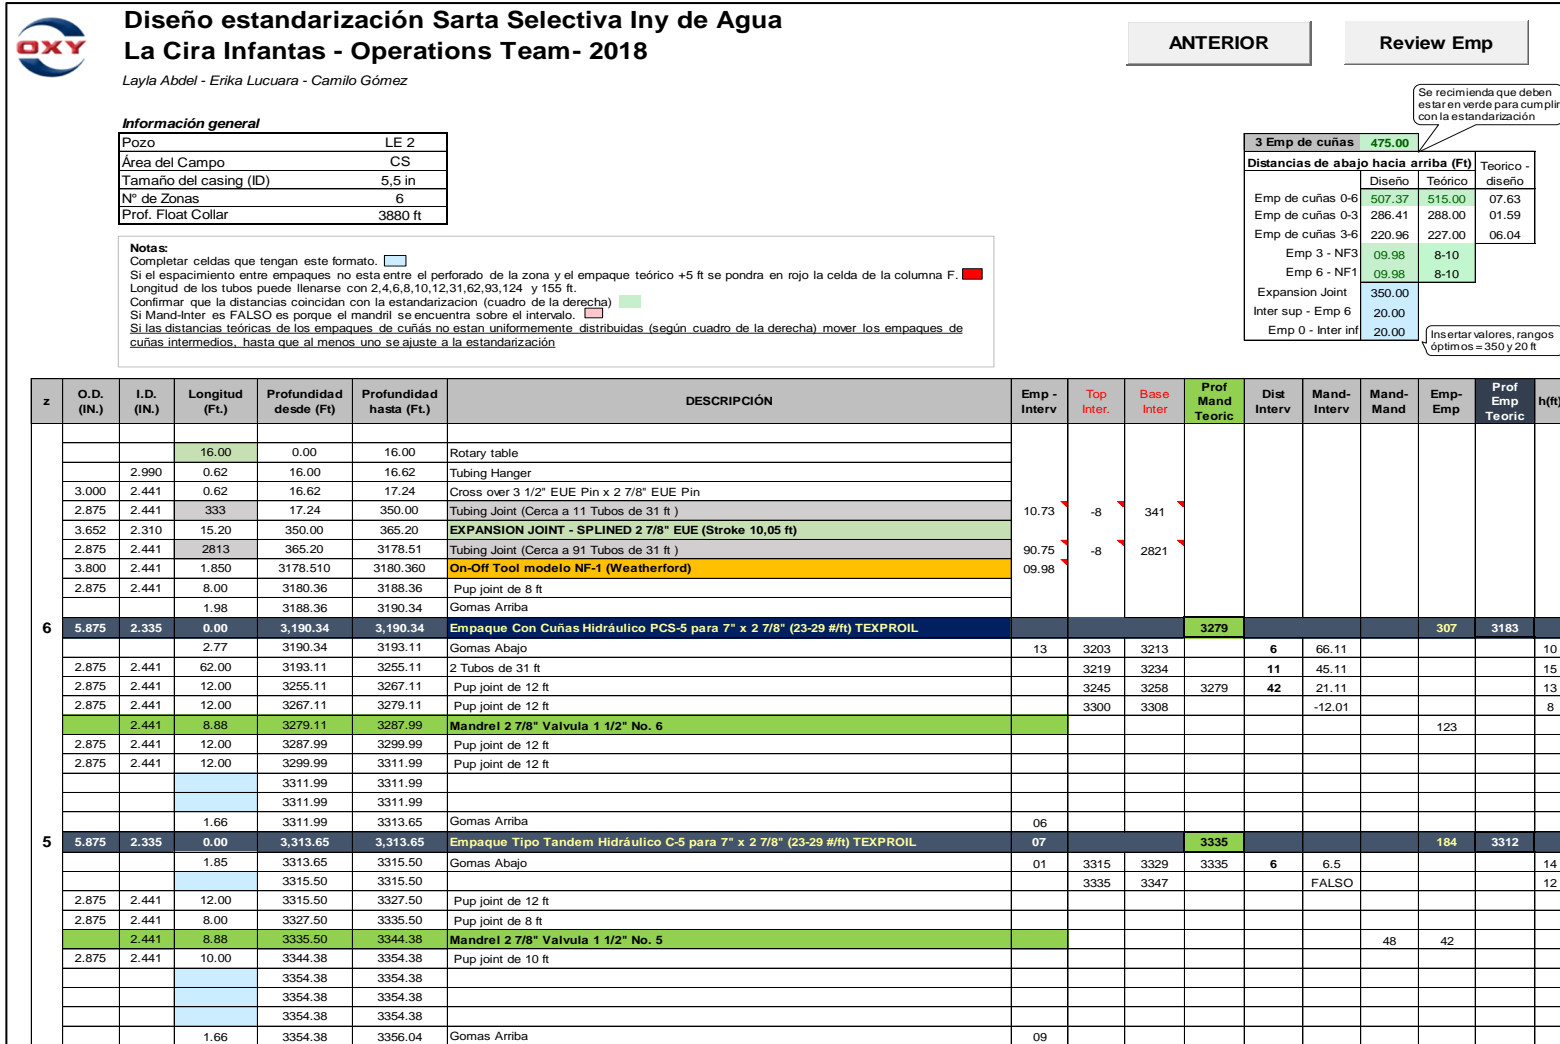 OXY
Diseño estandarización Sarta Selectiva Iny de Agua
La Cira Infantas - Operations Team- 2018
Layla Abdel - Erika Lucuara - Camilo Gómez
ANTERIOR
Review Emp
Se recimienda que deben
estar en verde para cumplir
con la estandarización
Información general
Pozo LE 2
Área del Campo CS
Tamaño del casing (ID) 5,5 in
N° de Zonas 6
Prof. Float Collar 3880 ft
3 Emp de cuñas 475.00
Distancias de abajo hacia arriba (Ft) Teorico - diseño
Diseño Teórico
Emp de cuñas 0-6 507.37 515.00 07.63
Emp de cuñas 0-3 286.41 288.00 01.59
Emp de cuñas 3-6 220.96 227.00 06.04
Emp 3 - NF3 09.98 8-10
Emp 6 - NF1 09.98 8-10
Expansion Joint 350.00
Inter sup - Emp 6 20.00
Emp 0 - Inter inf 20.00
Insertar valores, rangos
óptimos = 350 y 20 ft
Notas:
Completar celdas que tengan este formato.
Si el espacimiento entre empaques no esta entre el perforado de la zona y el empaque teórico +5 ft se pondra en rojo la celda de la columna F.
Longitud de los tubos puede llenarse con 2,4,6,8,10,12,31,62,93,124 y 155 ft.
Confirmar que la distancias coincidan con la estandarizacion (cuadro de la derecha)
Si Mand-Inter es FALSO es porque el mandril se encuentra sobre el intervalo.
Si las distancias teóricas de los empaques de cuñás no estan uniformemente distribuidas (según cuadro de la derecha) mover los empaques de
cuñas intermedios, hasta que al menos uno se ajuste a la estandarización
z O.D. (IN.) I.D. (IN.) Longitud (Ft.) Profundidad desde (Ft) Profundidad hasta (Ft.) DESCRIPCIÓN Emp - Interv Top Inter. Base Inter Prof Mand Teoric Dist Interv Mand- Interv Mand- Mand Emp- Emp Prof Emp Teoric h(ft)
16.00 0.00 16.00 Rotary table
2.990 0.62 16.00 16.62 Tubing Hanger
3.000 2.441 0.62 16.62 17.24 Cross over 3 1/2" EUE Pin x 2 7/8" EUE Pin
2.875 2.441 333 17.24 350.00 Tubing Joint (Cerca a 11 Tubos de 31 ft ) 10.73 -8 341
3.652 2.310 15.20 350.00 365.20 EXPANSION JOINT - SPLINED 2 7/8" EUE (Stroke 10,05 ft)
2.875 2.441 2813 365.20 3178.51 Tubing Joint (Cerca a 91 Tubos de 31 ft ) 90.75 -8 2821
3.800 2.441 1.850 3178.510 3180.360 On-Off Tool modelo NF-1 (Weatherford) 09.98
2.875 2.441 8.00 3180.36 3188.36 Pup joint de 8 ft
1.98 3188.36 3190.34 Gomas Arriba
6 5.875 2.335 0.00 3,190.34 3,190.34 Empaque Con Cuñas Hidráulico PCS-5 para 7" x 2 7/8" (23-29 #/ft) TEXPROIL 3279 307 3183
2.77 3190.34 3193.11 Gomas Abajo 13 3203 3213 6 66.11 10
2.875 2.441 62.00 3193.11 3255.11 2 Tubos de 31 ft 3219 3234 11 45.11 15
2.875 2.441 12.00 3255.11 3267.11 Pup joint de 12 ft 3245 3258 3279 42 21.11 13
2.875 2.441 12.00 3267.11 3279.11 Pup joint de 12 ft 3300 3308 -12.01 8
2.441 8.88 3279.11 3287.99 Mandrel 2 7/8" Valvula 1 1/2" No. 6 123
2.875 2.441 12.00 3287.99 3299.99 Pup joint de 12 ft
2.875 2.441 12.00 3299.99 3311.99 Pup joint de 12 ft
3311.99 3311.99
3311.99 3311.99
1.66 3311.99 3313.65 Gomas Arriba 06
5 5.875 2.335 0.00 3,313.65 3,313.65 Empaque Tipo Tandem Hidráulico C-5 para 7" x 2 7/8" (23-29 #/ft) TEXPROIL 07 3335 184 3312
1.85 3313.65 3315.50 Gomas Abajo 01 3315 3329 3335 6 6.5 14
3315.50 3315.50 3335 3347 FALSO 12
2.875 2.441 12.00 3315.50 3327.50 Pup joint de 12 ft
2.875 2.441 8.00 3327.50 3335.50 Pup joint de 8 ft
2.441 8.88 3335.50 3344.38 Mandrel 2 7/8" Valvula 1 1/2" No. 5 48 42
2.875 2.441 10.00 3344.38 3354.38 Pup joint de 10 ft
3354.38 3354.38
3354.38 3354.38
3354.38 3354.38
1.66 3354.38 3356.04 Gomas Arriba 09